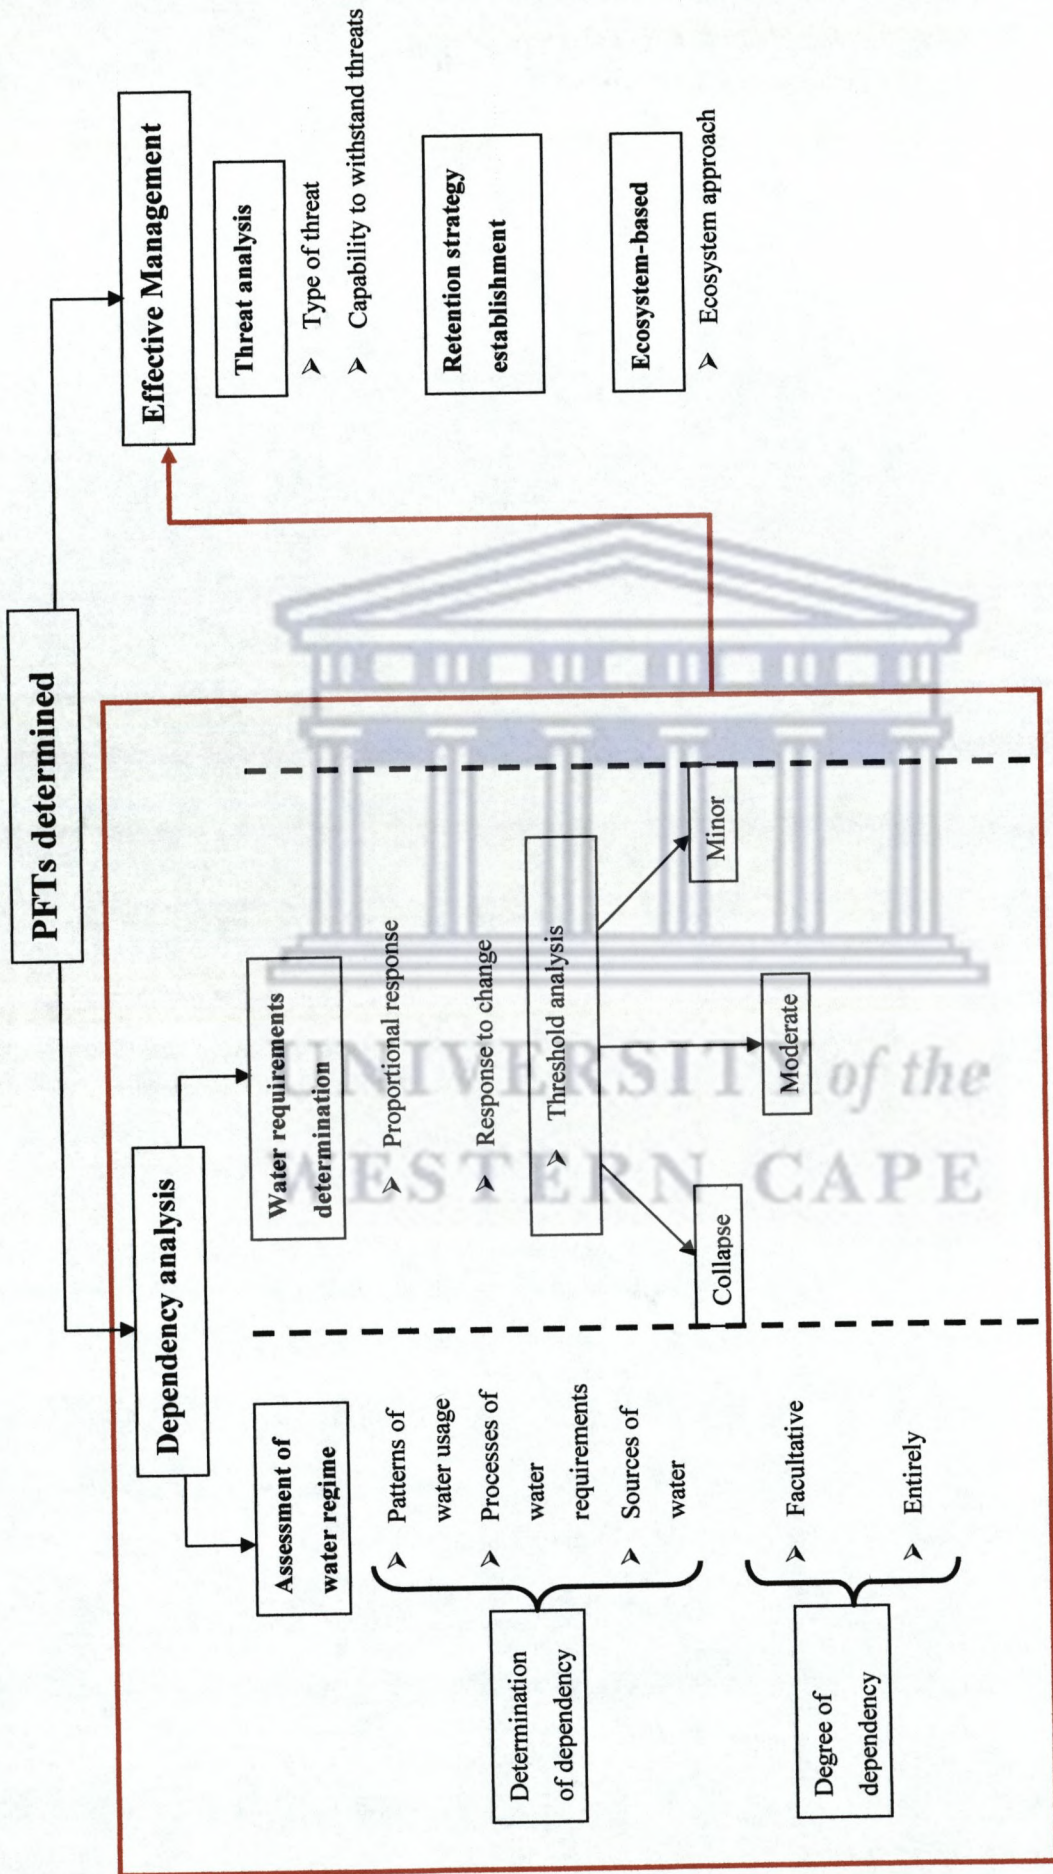 PFTs determined
Dependency analysis
Effective Management
Assessment of
water regime
➤ Patterns of
water usage
➤ Processes of
water
requirements
➤ Sources of
water
Determination
of dependency
➤ Facultative
➤ Entirely
Degree of
dependency
Water requirements
determination
➤ Proportional response
➤ Response to change
➤ Threshold analysis
Collapse
Moderate
Minor
Threat analysis
➤ Type of threat
➤ Capability to withstand threats
Retention strategy
establishment
Ecosystem-based
➤ Ecosystem approach
UNIVERSITY of the
WESTERN CAPE